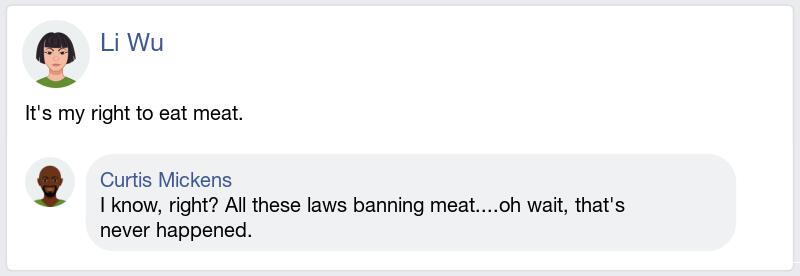 Li Wu
It's my right to eat meat.
Curtis Mickens
I know, right? All these laws banning meat....oh wait, that's
never happened.